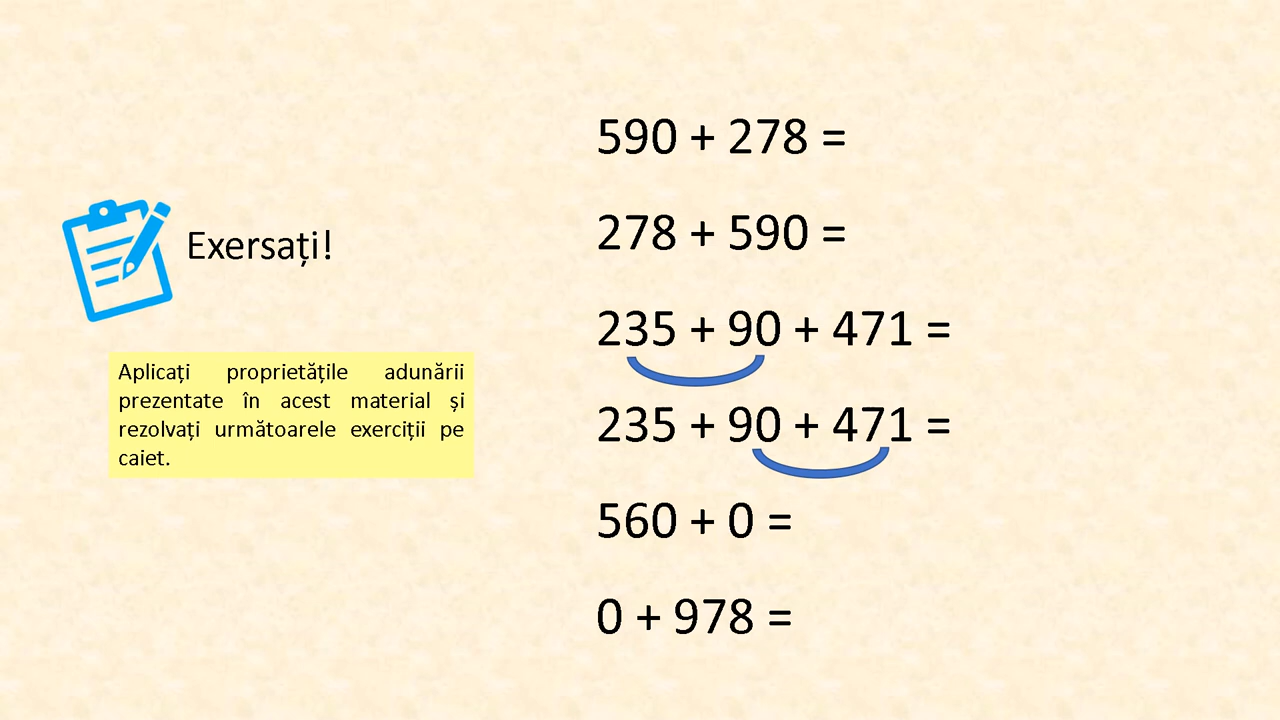 Exersați!
Aplicați proprietățile adunării
prezentate în acest material și
rezolvați următoarele exerciții pe
caiet.
590 + 278 =
278 + 590 =
235 + 90 + 471 =
235 + 90 + 471 =
560 + 0 =
0 + 978 =